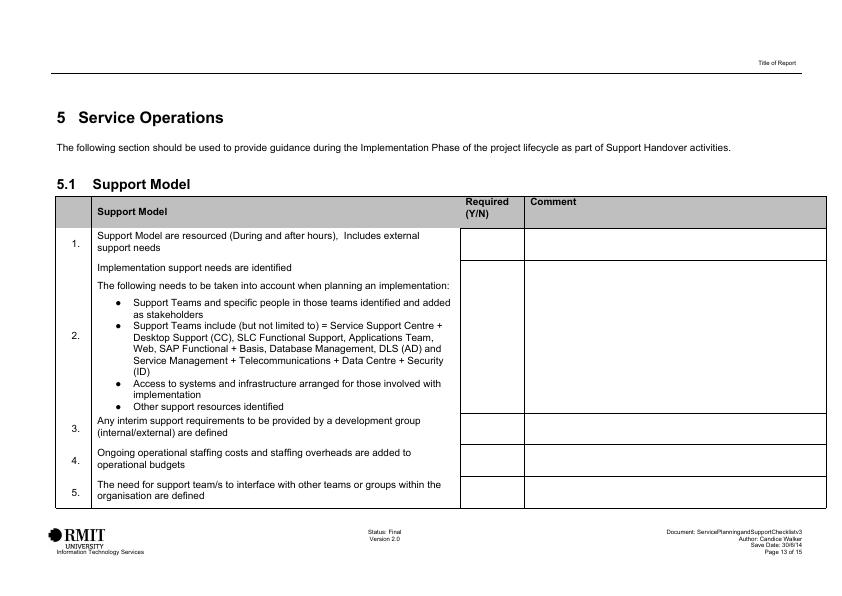 Title of Report
5 Service Operations
The following section should be used to provide guidance during the Implementation Phase of the project lifecycle as part of Support Handover activities.
5.1 Support Model
Support Model
Required
(Y/N)
Comment
1.
Support Model are resourced (During and after hours), Includes external
support needs
2.
Implementation support needs are identified
The following needs to be taken into account when planning an implementation:
● Support Teams and specific people in those teams identified and added
as stakeholders
● Support Teams include (but not limited to) = Service Support Centre +
Desktop Support (CC), SLC Functional Support, Applications Team,
Web, SAP Functional + Basis, Database Management, DLS (AD) and
Service Management + Telecommunications + Data Centre + Security
(ID)
● Access to systems and infrastructure arranged for those involved with
implementation
● Other support resources identified
3.
Any interim support requirements to be provided by a development group
(internal/external) are defined
4.
Ongoing operational staffing costs and staffing overheads are added to
operational budgets
5.
The need for support team/s to interface with other teams or groups within the
organisation are defined
RMIT
UNIVERSITY
Information Technology Services
Status: Final
Version 2.0
Document: ServicePlanningandSupportChecklistv3
Author: Candice Walker
Save Date: 30/6/14
Page 13 of 15